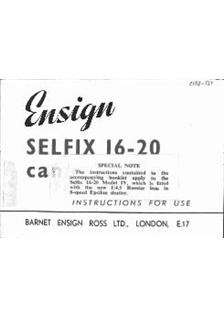 Ensign
SELFIX 16-20
ca
SPECIAL NOTE
The instructions contained in the
accompanying booklet apply to the
Selfix 16-20 Model IV, which is fitted
with the new f/4.5 Rosstar lens in
8-speed Epsilon shutter.
INSTRUCTIONS FOR USE
BARNET ENSIGN ROSS LTD., LONDON, E.17